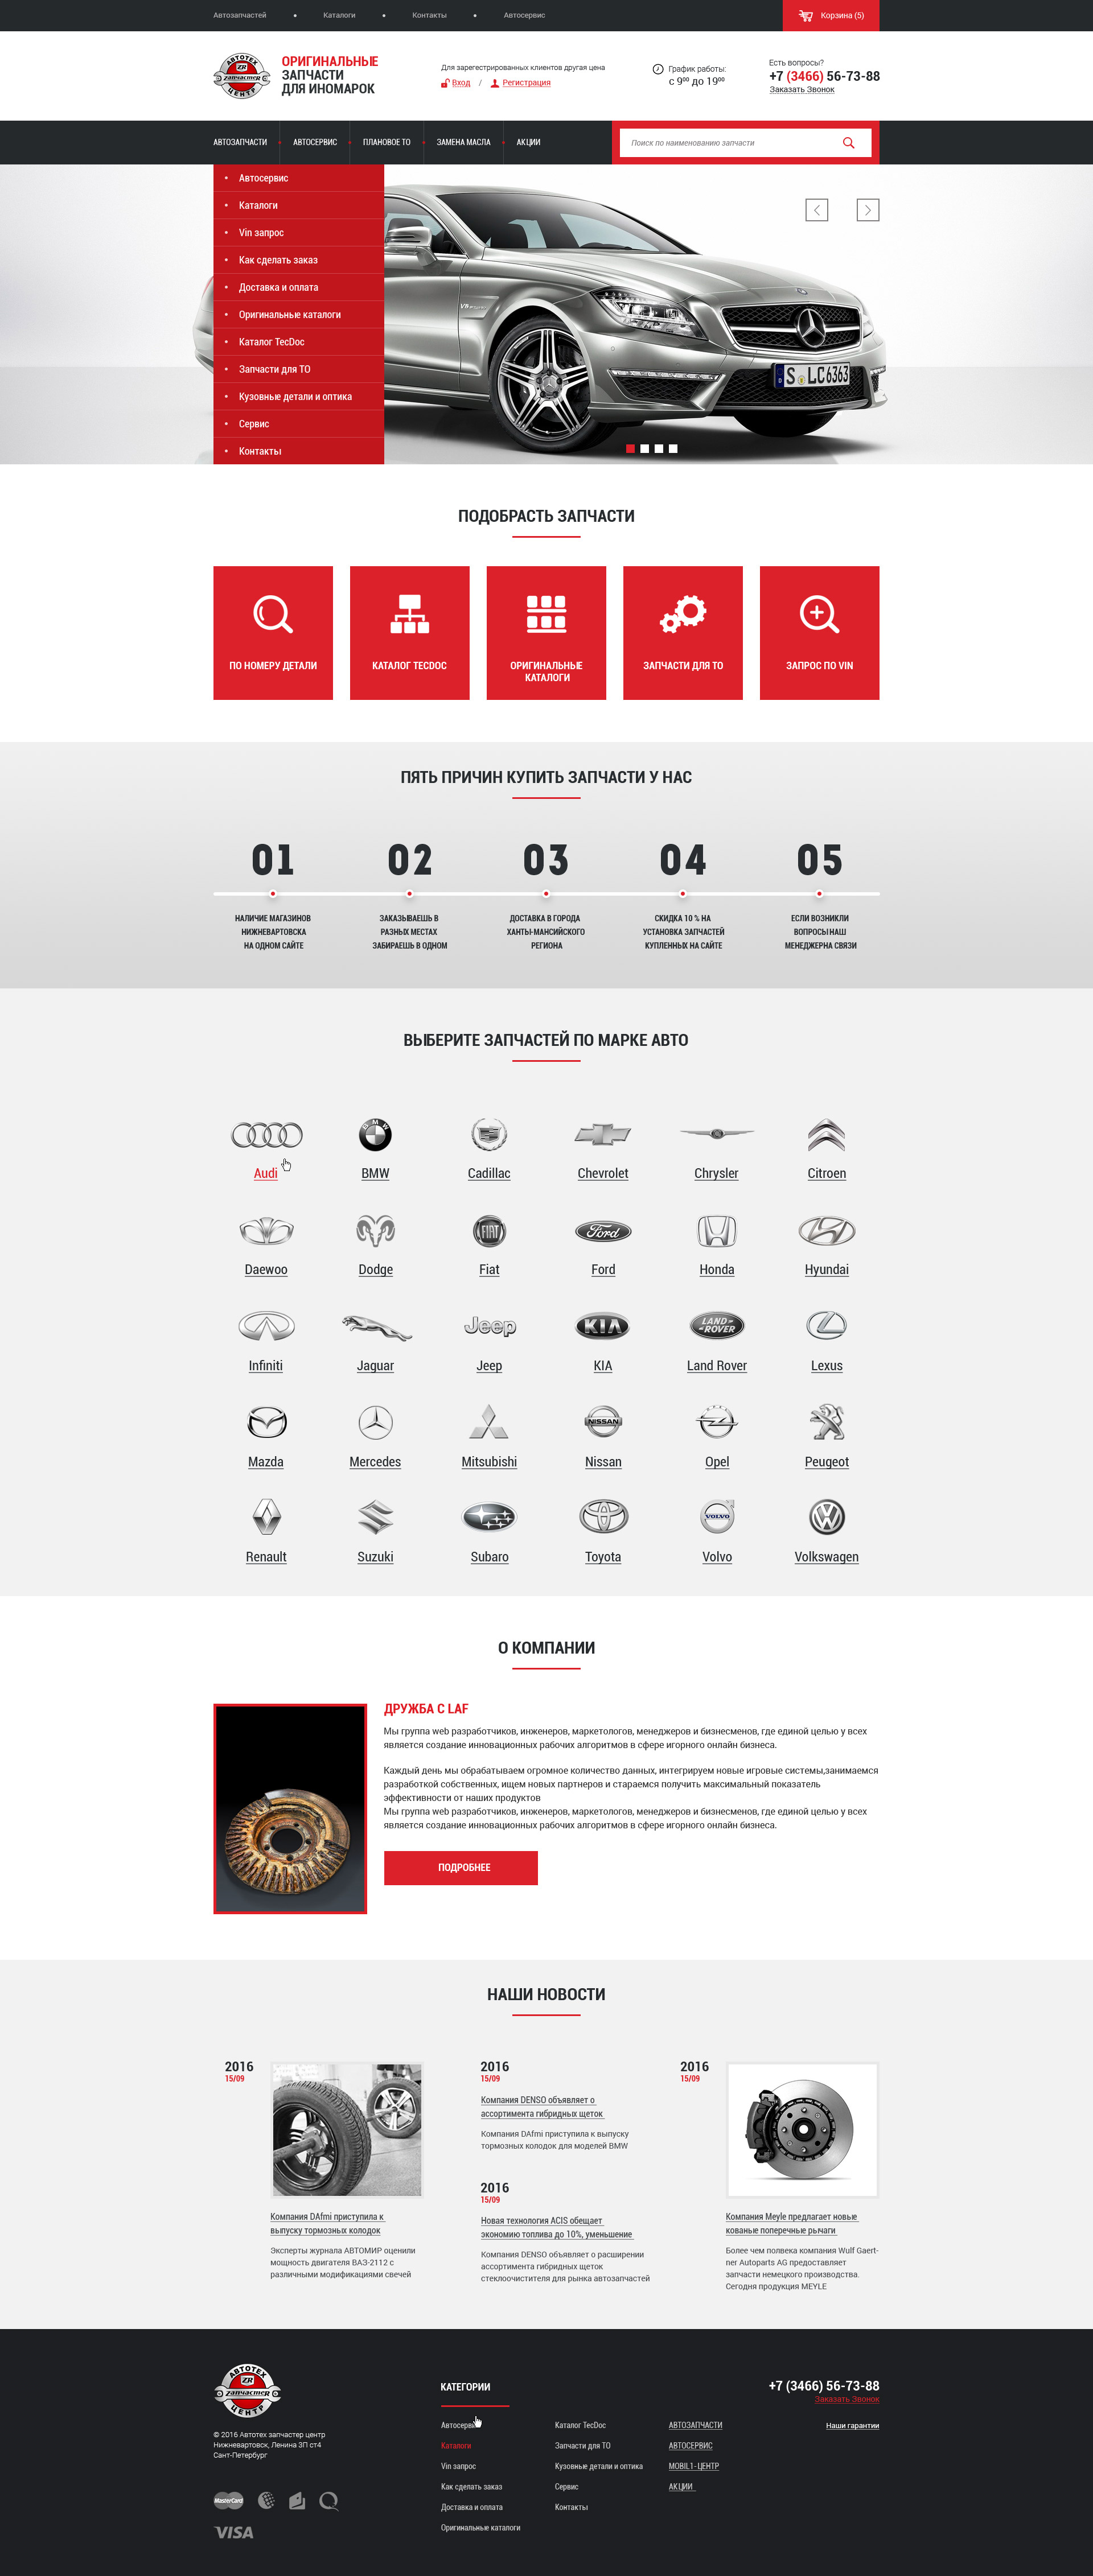 Автозапчастей
Каталоги
Контакты
Автосервис
Корзина (5)
АВТОТЕХ
ZR
Запчастер
ЦЕНТР
ОРИГИНАЛЬНЫЕ
ЗАПЧАСТИ
ДЛЯ ИНОМАРОК
Для зарегестрированных клиентов другая цена
Вход / Регистрация
График работы:
с 9⁰⁰ до 19⁰⁰
Есть вопросы?
+7 (3466) 56-73-88
Заказать Звонок
АВТОЗАПЧАСТИ
АВТОСЕРВИС
ПЛАНОВОЕ ТО
ЗАМЕНА МАСЛА
АКЦИИ
Поиск по наименованию запчасти
Автосервис
Каталоги
Vin запрос
Как сделать заказ
Доставка и оплата
Оригинальные каталоги
Каталог TecDoc
Запчасти для ТО
Кузовные детали и оптика
Сервис
Контакты
S LC6363
ПОДОБРАСТЬ ЗАПЧАСТИ
ПО НОМЕРУ ДЕТАЛИ
КАТАЛОГ TECDOC
ОРИГИНАЛЬНЫЕ
КАТАЛОГИ
ЗАПЧАСТИ ДЛЯ ТО
ЗАПРОС ПО VIN
ПЯТЬ ПРИЧИН КУПИТЬ ЗАПЧАСТИ У НАС
01
НАЛИЧИЕ МАГАЗИНОВ
НИЖНЕВАРТОВСКА
НА ОДНОМ САЙТЕ
02
ЗАКАЗЫВАЕШЬ В
РАЗНЫХ МЕСТАХ
ЗАБИРАЕШЬ В ОДНОМ
03
ДОСТАВКА В ГОРОДА
ХАНТЫ-МАНСИЙСКОГО
РЕГИОНА
04
СКИДКА 10 % НА
УСТАНОВКА ЗАПЧАСТЕЙ
КУПЛЕННЫХ НА САЙТЕ
05
ЕСЛИ ВОЗНИКЛИ
ВОПРОСЫ НАШ
МЕНЕДЖЕРНА СВЯЗИ
ВЫБЕРИТЕ ЗАПЧАСТЕЙ ПО МАРКЕ АВТО
BMW
Audi
BMW
Cadillac
Chevrolet
Chrysler
Citroen
FIAT
Ford
Daewoo
Dodge
Fiat
Ford
Honda
Hyundai
Jeep
KIA
LAND ROVER
Infiniti
Jaguar
Jeep
KIA
Land Rover
Lexus
NISSAN
Mazda
Mercedes
Mitsubishi
Nissan
Opel
Peugeot
VOLVO
Renault
Suzuki
Subaro
Toyota
Volvo
Volkswagen
О КОМПАНИИ
ДРУЖБА С LAF
Мы группа web разработчиков, инженеров, маркетологов, менеджеров и бизнесменов, где единой целью у всех
является создание инновационных рабочих алгоритмов в сфере игорного онлайн бизнеса.
Каждый день мы обрабатываем огромное количество данных, интегрируем новые игровые системы,занимаемся
разработкой собственных, ищем новых партнеров и стараемся получить максимальный показатель
эффективности от наших продуктов
Мы группа web разработчиков, инженеров, маркетологов, менеджеров и бизнесменов, где единой целью у всех
является создание инновационных рабочих алгоритмов в сфере игорного онлайн бизнеса.
ПОДРОБНЕЕ
НАШИ НОВОСТИ
2016
15/09
Компания DAfmi приступила к
выпуску тормозных колодок
Эксперты журнала АВТОМИР оценили
мощность двигателя ВАЗ-2112 с
различными модификациями свечей
2016
15/09
Компания DENSO объявляет о
ассортимента гибридных щеток
Компания DAfmi приступила к выпуску
тормозных колодок для моделей BMW
2016
15/09
Новая технология ACIS обещает
экономию топлива до 10%, уменьшение
Компания DENSO объявляет о расширении
ассортимента гибридных щеток
стеклоочистителя для рынка автозапчастей
2016
15/09
Компания Meyle предлагает новые
кованые поперечные рычаги
Более чем полвека компания Wulf Gaert-
ner Autoparts AG предоставляет
запчасти немецкого производства.
Сегодня продукция MEYLE
АВТОТЕХ
ZR
Запчастер
ЦЕНТР
© 2016 Автотех запчастер центр
Нижневартовск, Ленина 3П ст4
Сант-Петербург
MasterCard
VISA
КАТЕГОРИИ
Автосервис
Каталоги
Vin запрос
Как сделать заказ
Доставка и оплата
Оригинальные каталоги
Каталог TecDoc
Запчасти для ТО
Кузовные детали и оптика
Сервис
Контакты
АВТОЗАПЧАСТИ
АВТОСЕРВИС
MOBIL1-ЦЕНТР
АКЦИИ
+7 (3466) 56-73-88
Заказать Звонок
Наши гарантии